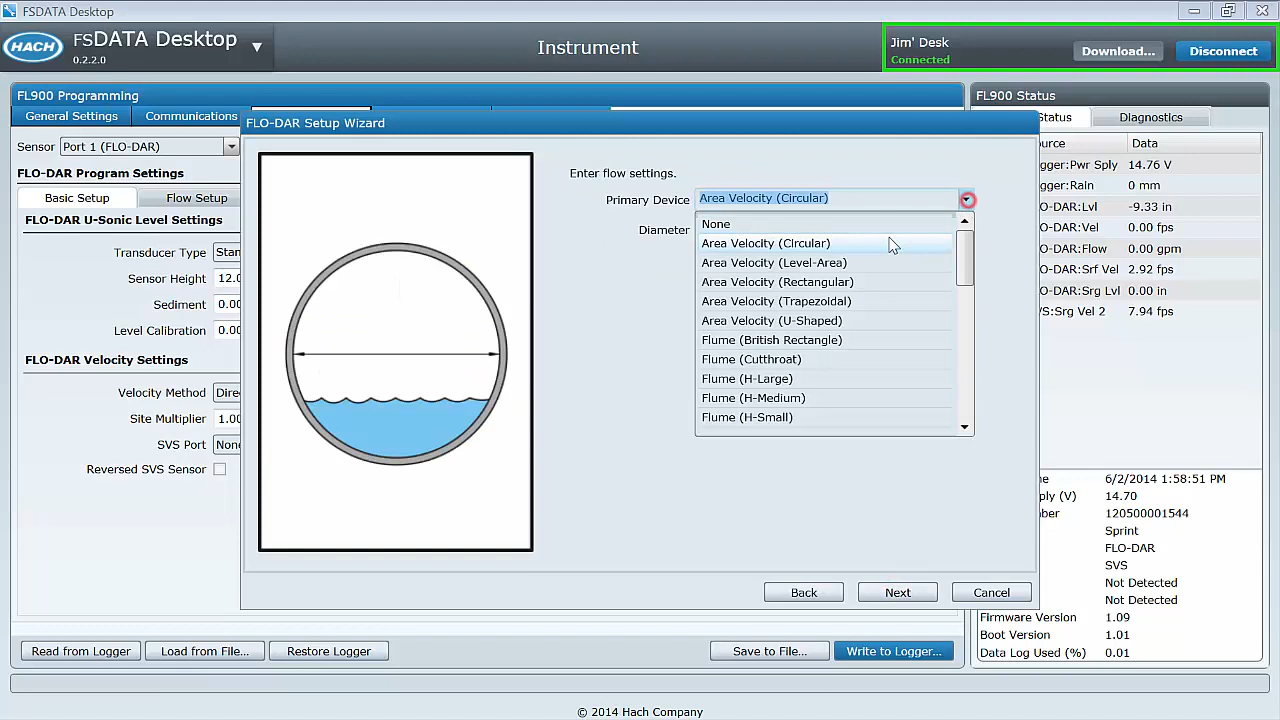 FSDATA Desktop
HACH
FSDATA Desktop
0.2.2.0
Instrument
Jim' Desk
Connected
Download...
Disconnect
FL900 Programming
General Settings
Communications
Sensor
Port 1 (FLO-DAR)
FLO-DAR Program Settings
Basic Setup
Flow Setup
FLO-DAR U-Sonic Level Settings
Transducer Type
Stan
Sensor Height
12.0
Sediment
0.00
Level Calibration
0.00
FLO-DAR Velocity Settings
Velocity Method
Direc
Site Multiplier
1.00
SVS Port
None
Reversed SVS Sensor
FLO-DAR Setup Wizard
Enter flow settings.
Primary Device
Area Velocity (Circular)
Diameter
None
Area Velocity (Circular)
Area Velocity (Level-Area)
Area Velocity (Rectangular)
Area Velocity (Trapezoidal)
Area Velocity (U-Shaped)
Flume (British Rectangle)
Flume (Cutthroat)
Flume (H-Large)
Flume (H-Medium)
Flume (H-Small)
Back
Next
Cancel
FL900 Status
Status
Diagnostics
ource
Data
gger:Pwr Sply
14.76 V
gger:Rain
0 mm
O-DAR:Lvl
-9.33 in
O-DAR:Vel
0.00 fps
O-DAR:Flow
0.00 gpm
O-DAR:Srf Vel
2.92 fps
O-DAR:Srg Lvl
0.00 in
VS:Srg Vel 2
7.94 fps
ne
6/2/2014 1:58:51 PM
ply (V)
14.70
mber
120500001544
Sprint
FLO-DAR
SVS
Not Detected
Not Detected
Firmware Version
1.09
Boot Version
1.01
Data Log Used (%)
0.01
Read from Logger
Load from File...
Restore Logger
Save to File...
Write to Logger...
© 2014 Hach Company